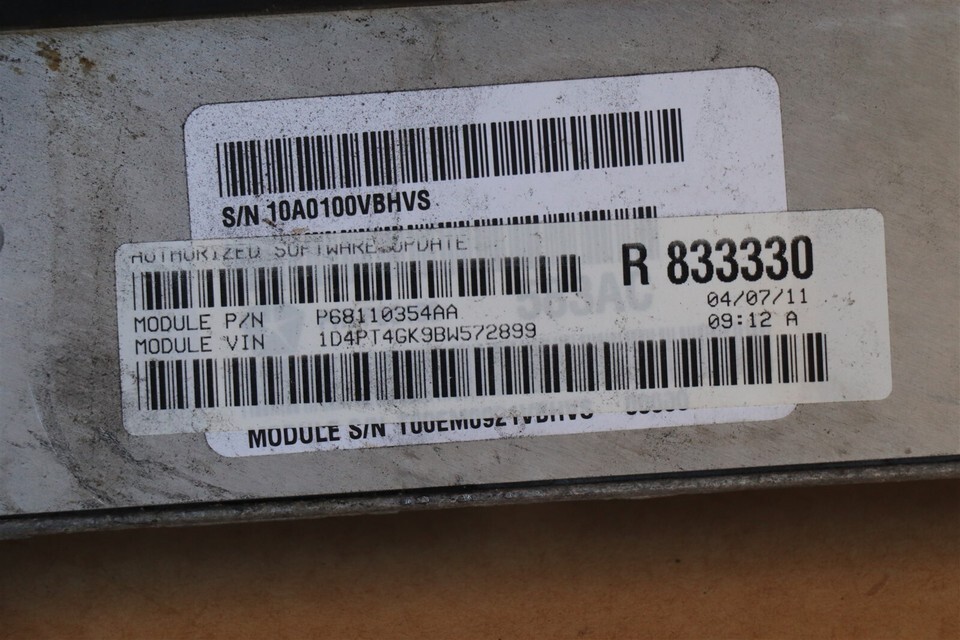 S/N 10A0100VBHVS
AUTHORIZED SOFTWARE UPDATE
R 833330
MODULE P/N P68110354AA
04/07/11
MODULE VIN 1D4PT4GK9BW572899
09:12 A
MODULE S/N